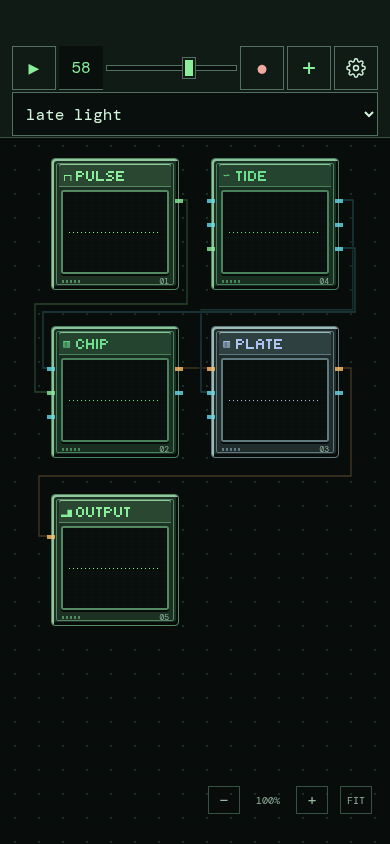 58
late light
PULSE
TIDE
01
04
CHIP
PLATE
02
03
OUTPUT
05
100%
FIT